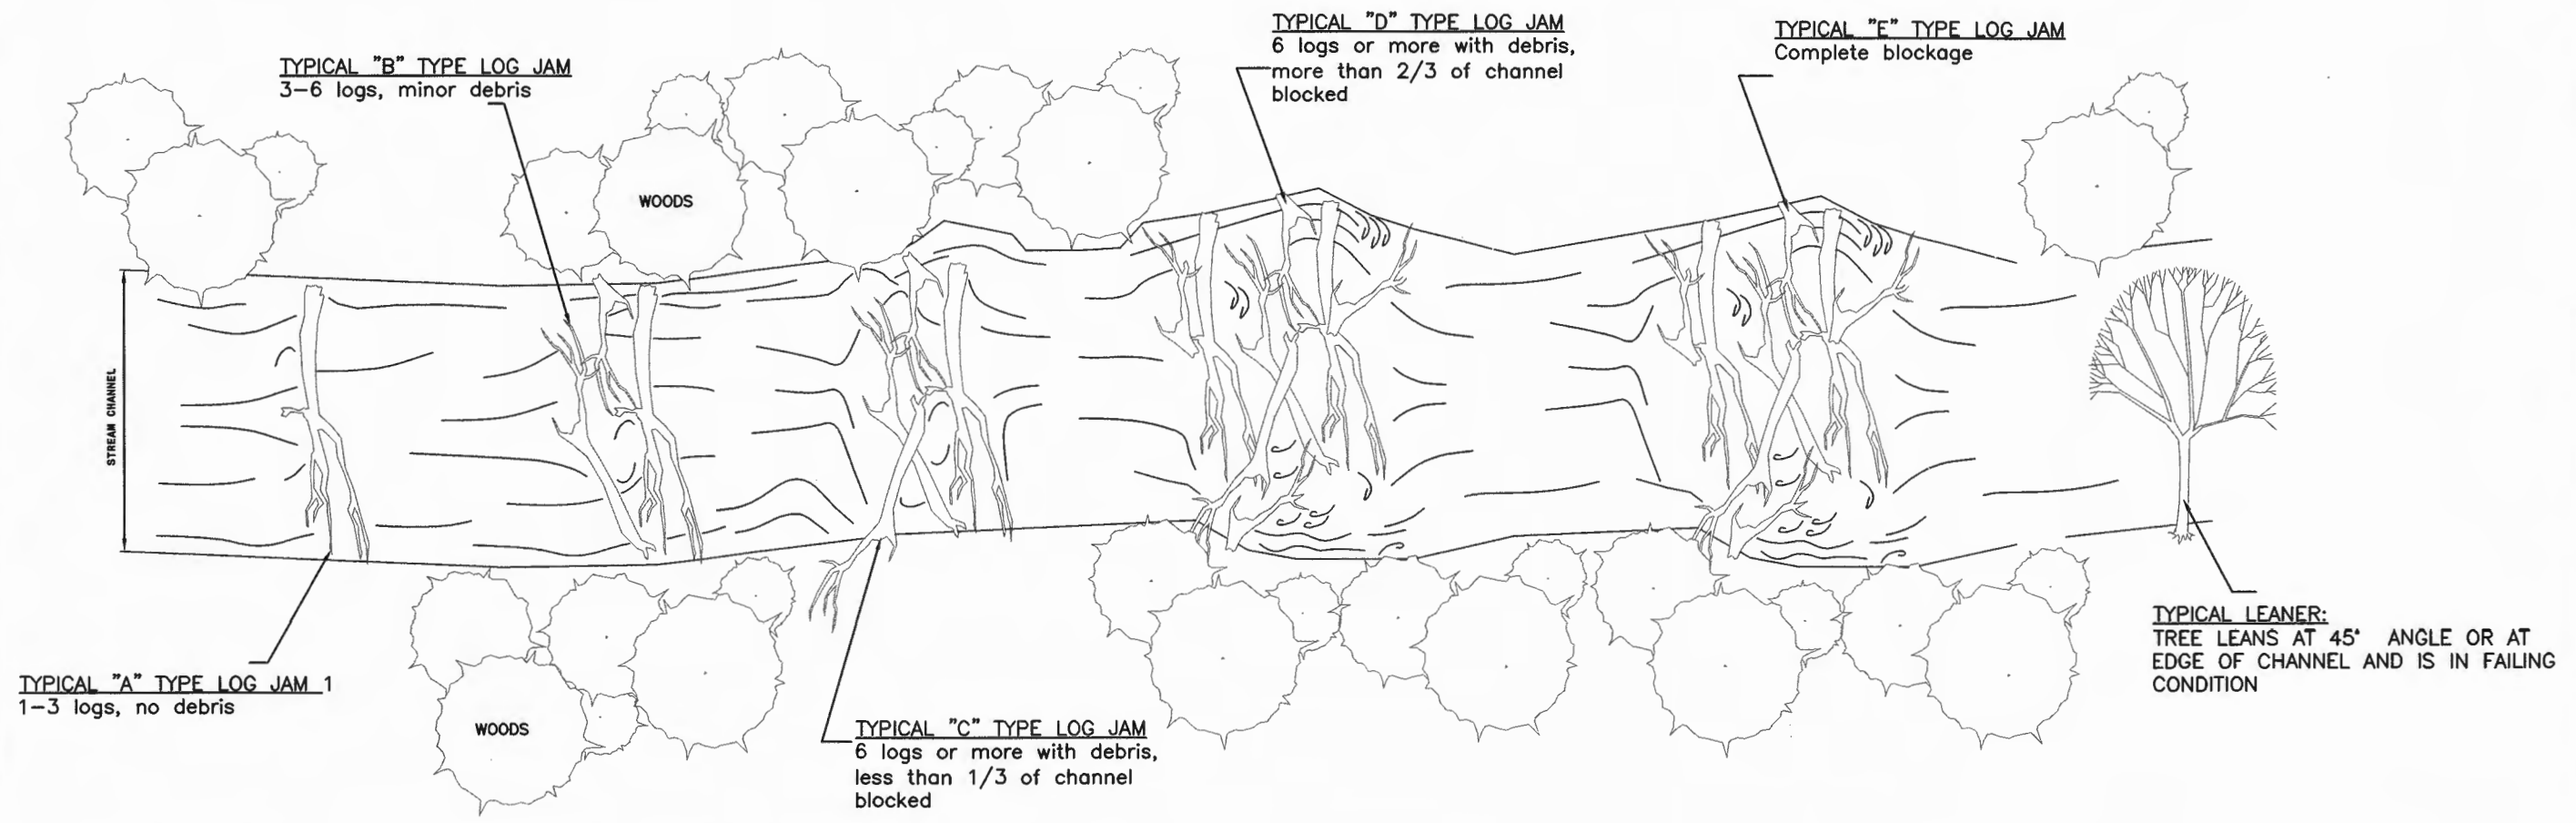 TYPICAL "D" TYPE LOG JAM
6 logs or more with debris,
more than 2/3 of channel
blocked
TYPICAL "E" TYPE LOG JAM
Complete blockage
TYPICAL "B" TYPE LOG JAM
3-6 logs, minor debris
WOODS
STREAM CHANNEL
TYPICAL LEANER:
TREE LEANS AT 45° ANGLE OR AT
EDGE OF CHANNEL AND IS IN FAILING
CONDITION
TYPICAL "A" TYPE LOG JAM 1
1-3 logs, no debris
WOODS
TYPICAL "C" TYPE LOG JAM
6 logs or more with debris,
less than 1/3 of channel
blocked